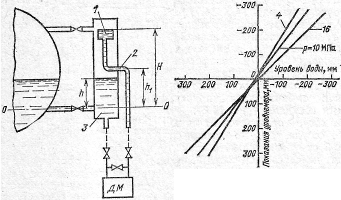 1
2
H
h
h₁
0
0
3
Д.М.
-300
-200
-100
0
100
200
300
4
16
p=10 МПа
Уровень воды, мм
300 200 100 0 -100 -200 -300
Показания уровнемера, мм